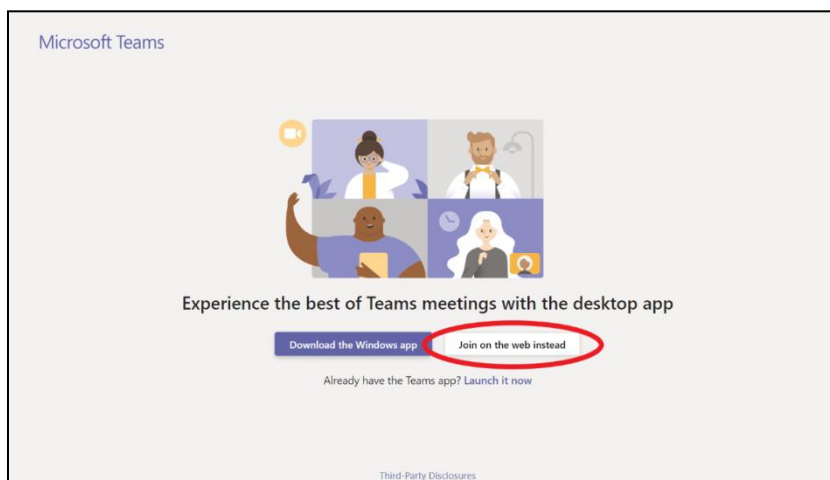 Microsoft Teams
Experience the best of Teams meetings with the desktop app
Download the Windows app
Join on the web instead
Already have the Teams app? Launch it now
Third-Party Disclosures